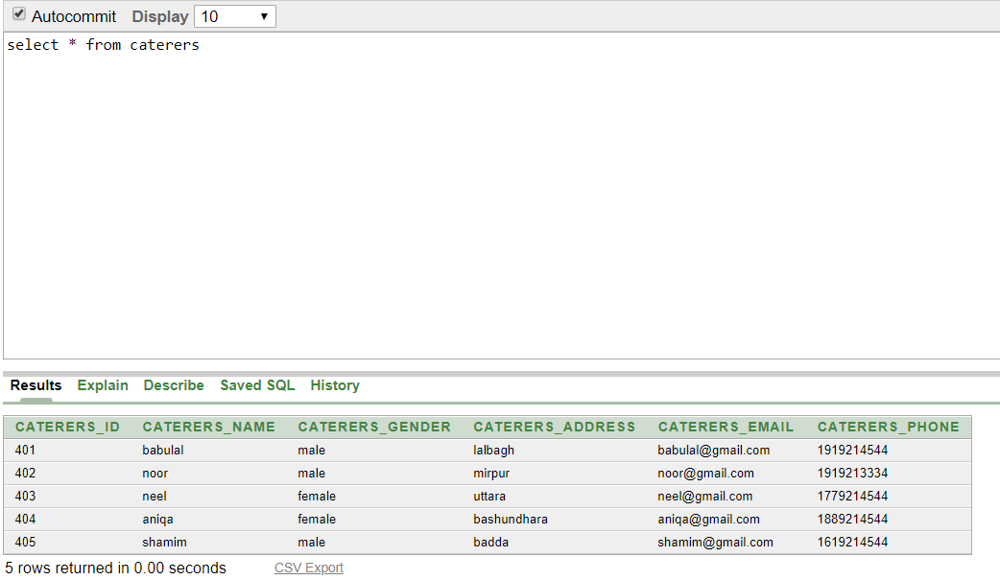 Autocommit Display 10
select * from caterers
Results Explain Describe Saved SQL History
CATERERS_ID CATERERS_NAME CATERERS_GENDER CATERERS_ADDRESS CATERERS_EMAIL CATERERS_PHONE
401 babulal male lalbagh babulal@gmail.com 1919214544
402 noor male mirpur noor@gmail.com 1919213334
403 neel female uttara neel@gmail.com 1779214544
404 aniqa female bashundhara aniqa@gmail.com 1889214544
405 shamim male badda shamim@gmail.com 1619214544
5 rows returned in 0.00 seconds CSV Export